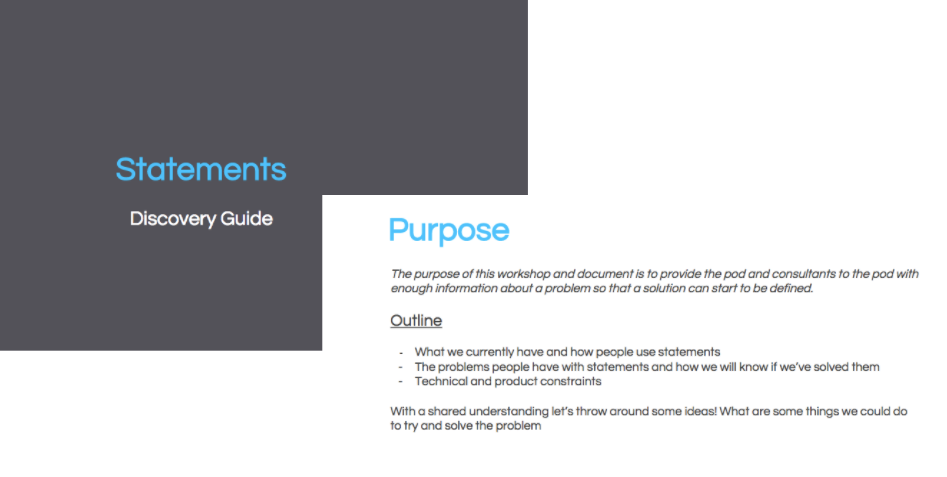 Statements
Discovery Guide
Purpose
The purpose of this workshop and document is to provide the pod and consultants to the pod with
enough information about a problem so that a solution can start to be defined.
Outline
- What we currently have and how people use statements
- The problems people have with statements and how we will know if we've solved them
- Technical and product constraints
With a shared understanding let's throw around some ideas! What are some things we could do
to try and solve the problem